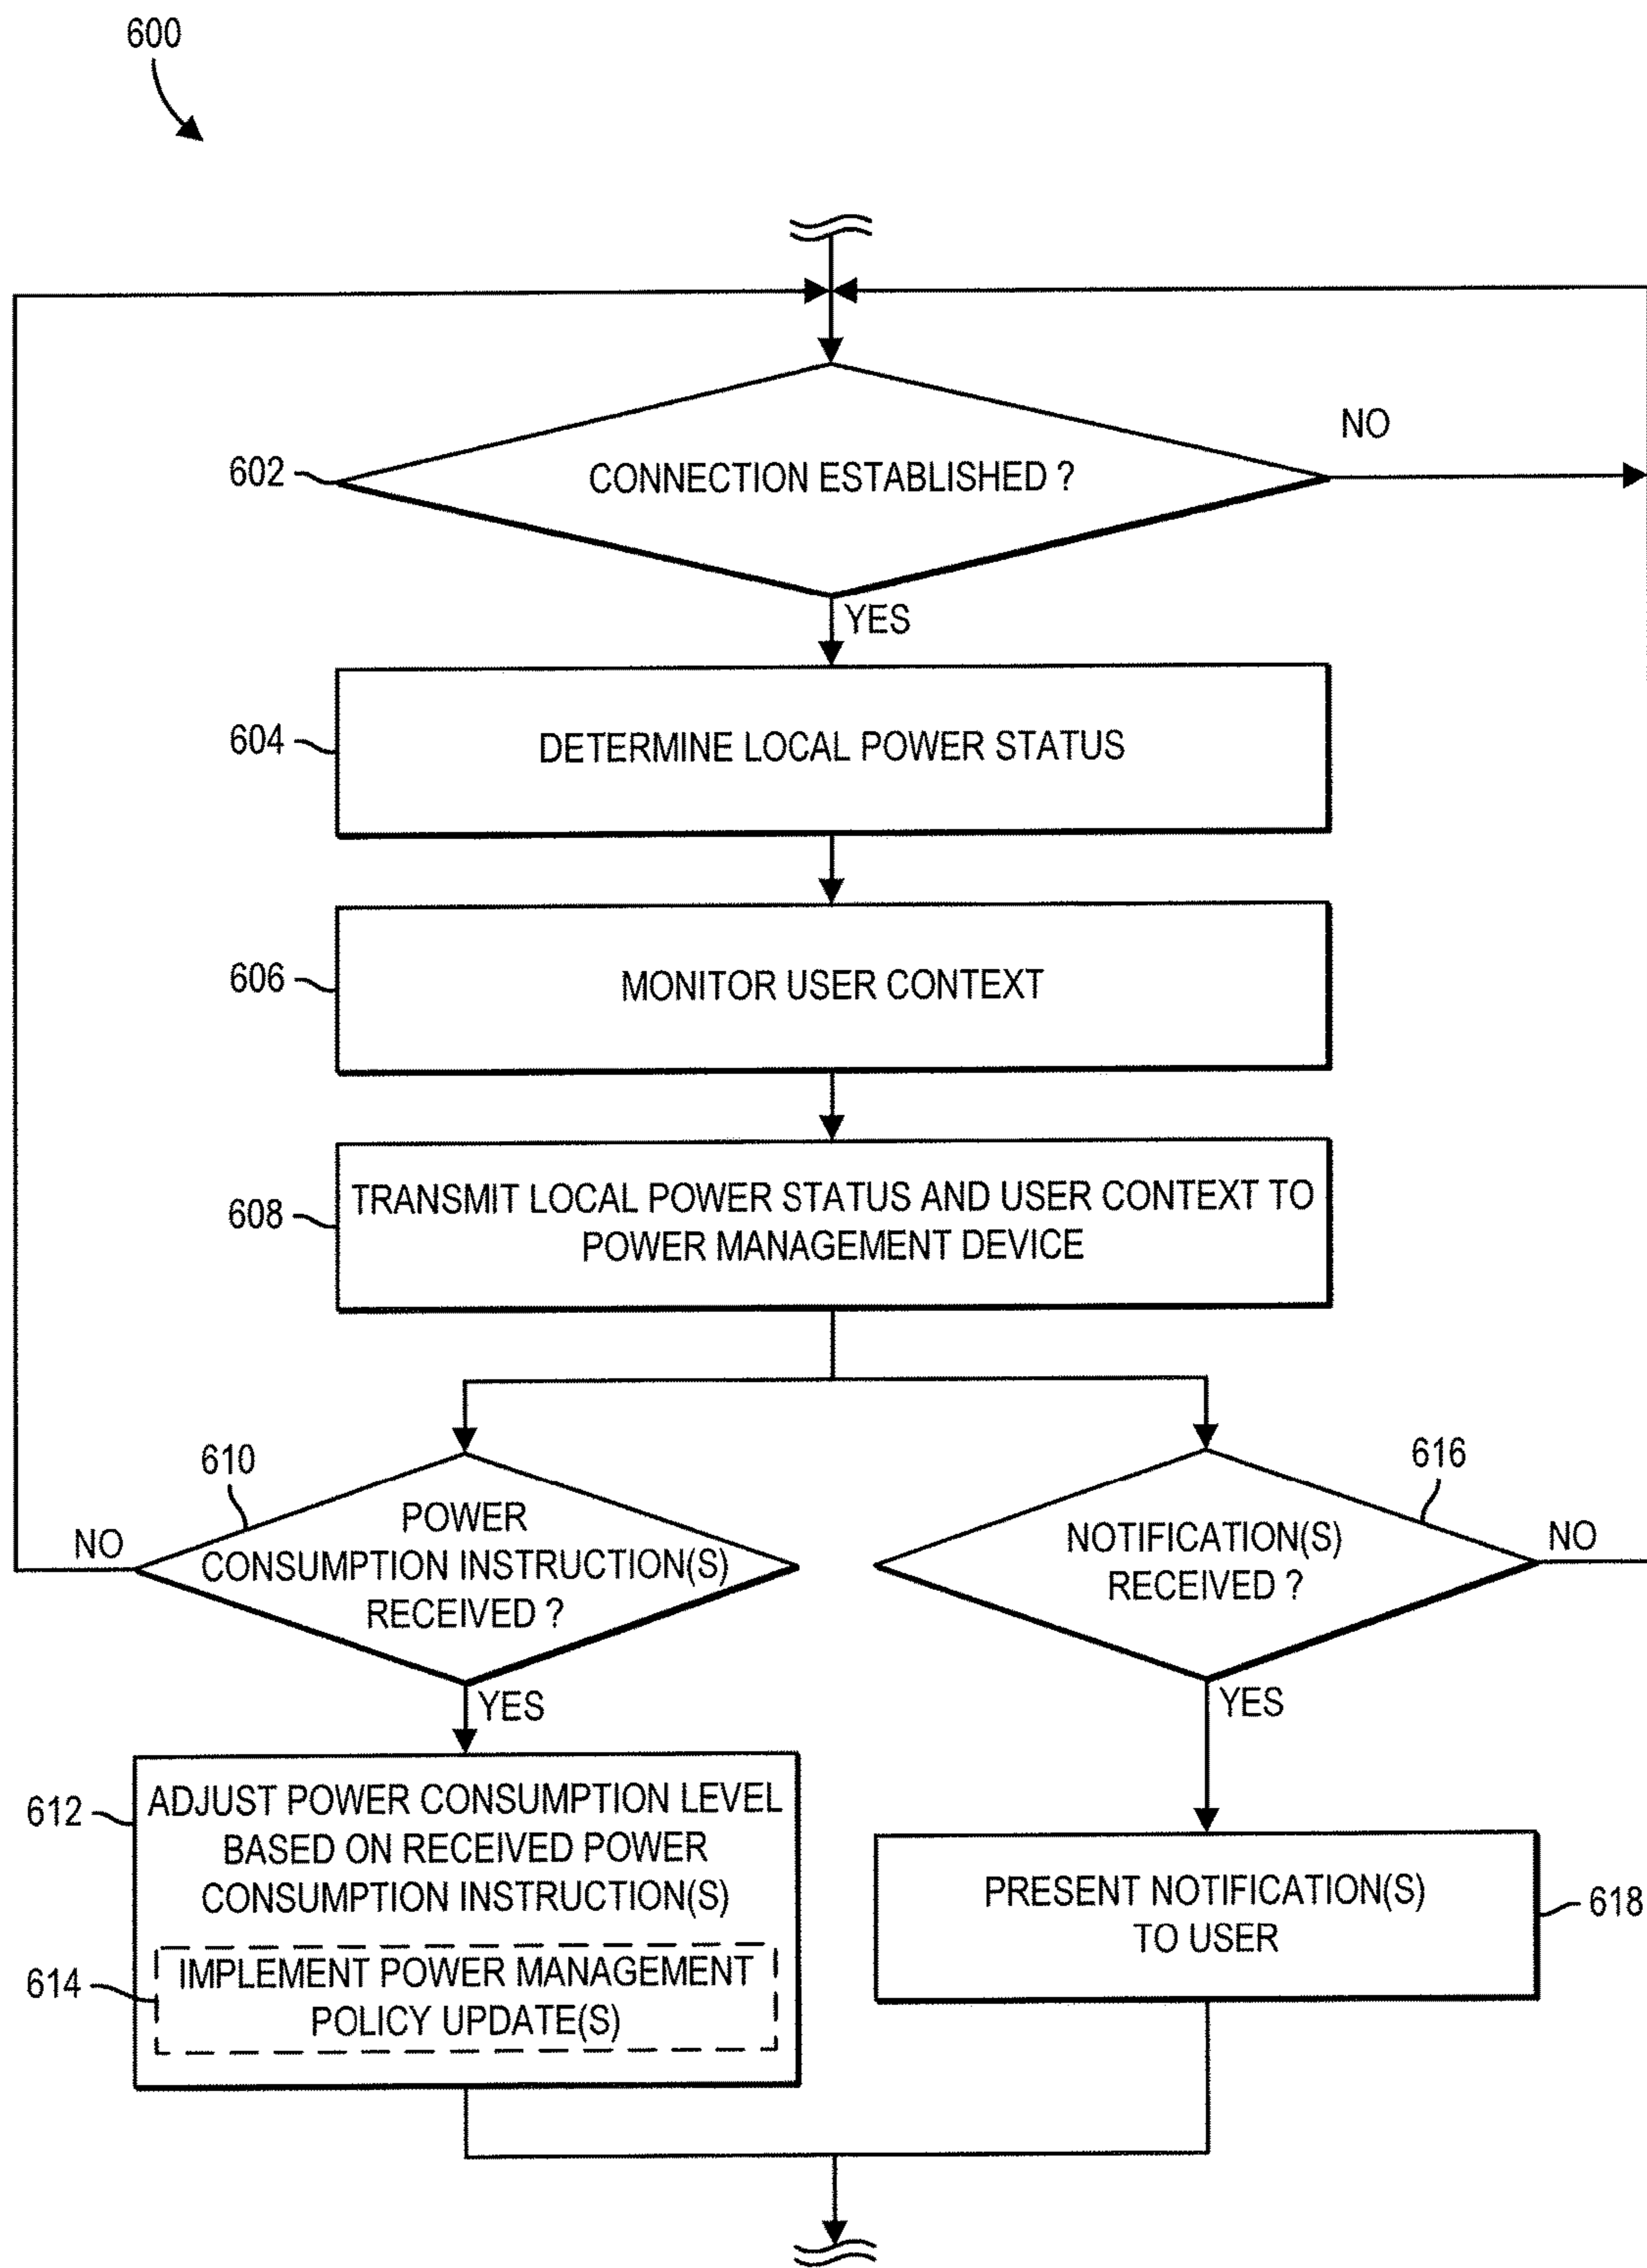 600
602
CONNECTION ESTABLISHED ?
NO
YES
604
DETERMINE LOCAL POWER STATUS
606
MONITOR USER CONTEXT
608
TRANSMIT LOCAL POWER STATUS AND USER CONTEXT TO
POWER MANAGEMENT DEVICE
610
NO
POWER
CONSUMPTION INSTRUCTION(S)
RECEIVED ?
YES
616
NOTIFICATION(S)
RECEIVED ?
NO
YES
612
ADJUST POWER CONSUMPTION LEVEL
BASED ON RECEIVED POWER
CONSUMPTION INSTRUCTION(S)
614
IMPLEMENT POWER MANAGEMENT
POLICY UPDATE(S)
PRESENT NOTIFICATION(S)
TO USER
618